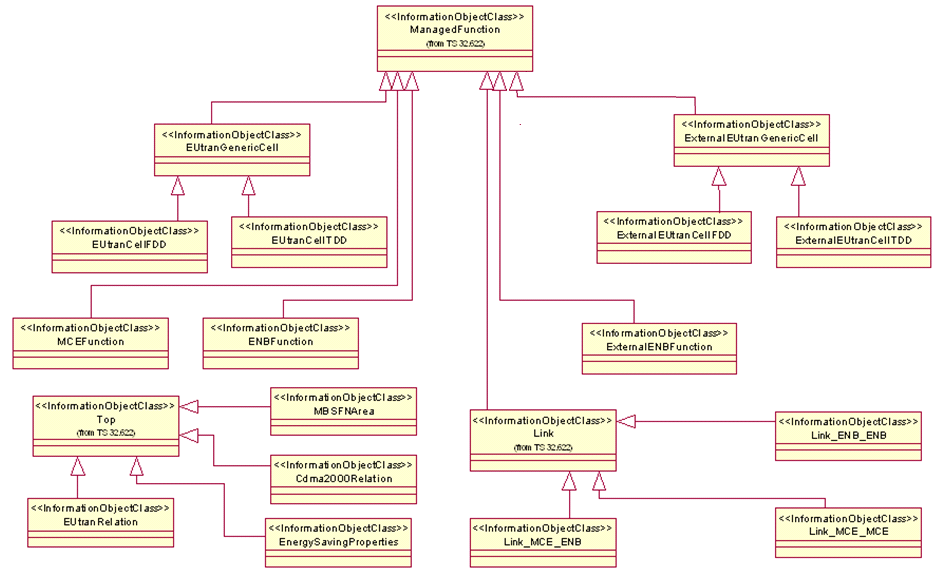 <<InformationObjectClass>>
ManagedFunction
(from TS 32.622)
<<InformationObjectClass>>
EUtranGenericCell
<<InformationObjectClass>>
ExternalEUtranGenericCell
<<InformationObjectClass>>
EUtranCellFDD
<<InformationObjectClass>>
EUtranCellTDD
<<InformationObjectClass>>
ExternalEUtranCellFDD
<<InformationObjectClass>>
ExternalEUtranCellTDD
<<InformationObjectClass>>
MCEFunction
<<InformationObjectClass>>
ENBFunction
<<InformationObjectClass>>
ExternalENBFunction
<<InformationObjectClass>>
Top
(from TS 32.622)
<<InformationObjectClass>>
MBSFNArea
<<InformationObjectClass>>
Link
(from TS 32.622)
<<InformationObjectClass>>
Link_ENB_ENB
<<InformationObjectClass>>
Cdma2000Relation
<<InformationObjectClass>>
EUtranRelation
<<InformationObjectClass>>
EnergySavingProperties
<<InformationObjectClass>>
Link_MCE_ENB
<<InformationObjectClass>>
Link_MCE_MCE